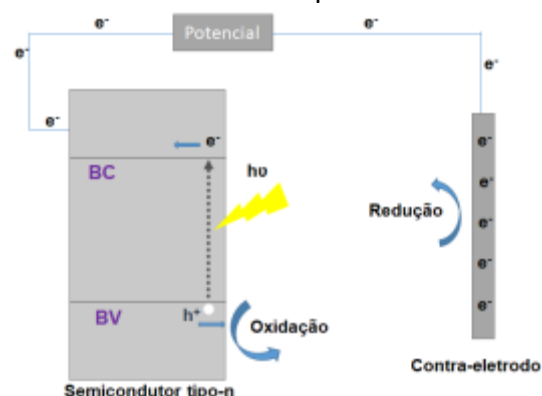 e⁻
Potencial
e⁻
e⁻
e⁻
e⁻
e⁻
BC
hυ
e⁻
e⁻
Redução
e⁻
e⁻
e⁻
BV
h⁺
Oxidação
Contra-eletrodo
Semicondutor tipo-n